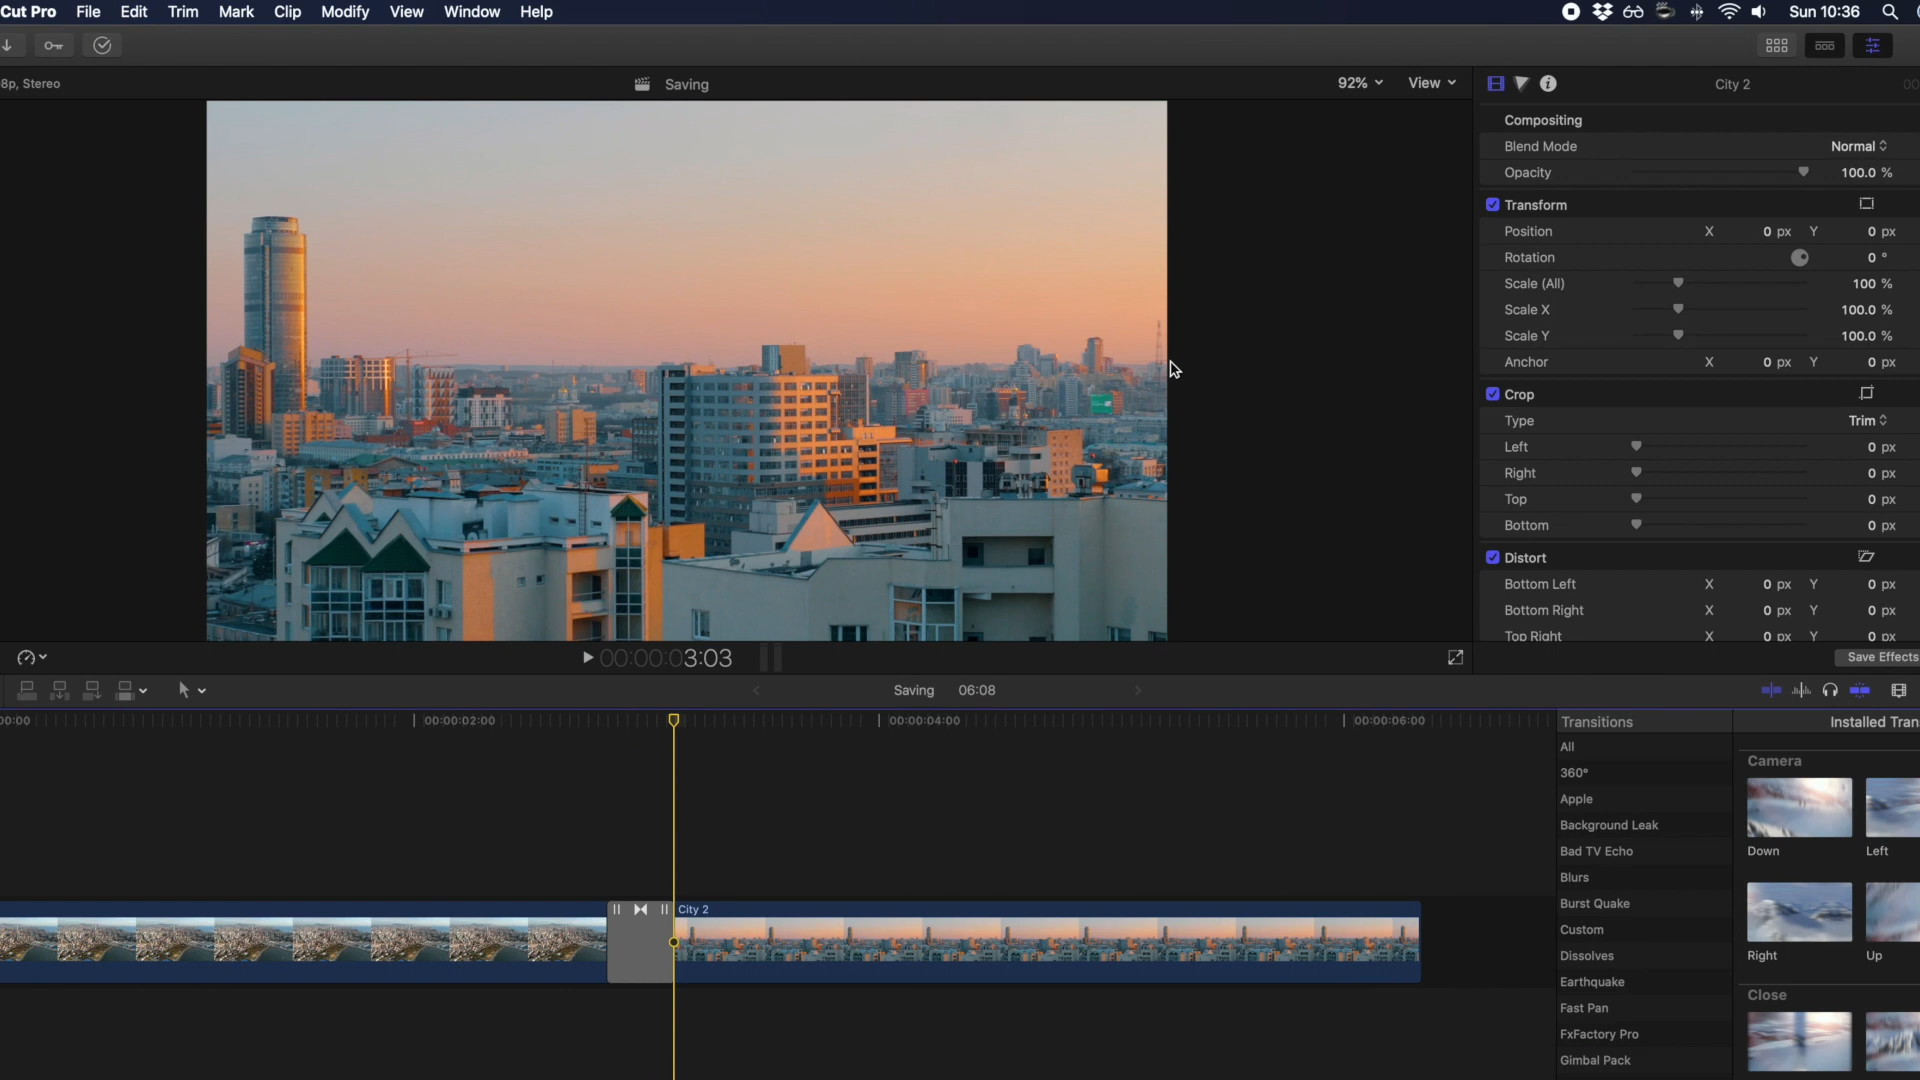 Cut Pro File Edit Trim Mark Clip Modify View Window Help Sun 10:36
8p, Stereo Saving 92% View City 2 00
Compositing
Blend Mode Normal
Opacity 100.0 %
Transform
Position X 0 px Y 0 px
Rotation 0 °
Scale (All) 100 %
Scale X 100.0 %
Scale Y 100.0 %
Anchor X 0 px Y 0 px
Crop
Type Trim
Left 0 px
Right 0 px
Top 0 px
Bottom 0 px
Distort
Bottom Left X 0 px Y 0 px
Bottom Right X 0 px Y 0 px
Top Right X 0 px Y 0 px
00:00:03:03 Save Effects
Saving 06:08
00:00 00:00:02:00 00:00:04:00 00:00:06:00
City 2
Transitions
All
360°
Apple
Background Leak
Bad TV Echo
Blurs
Burst Quake
Custom
Dissolves
Earthquake
Fast Pan
FxFactory Pro
Gimbal Pack
Installed Tran
Camera
Down Left
Right Up
Close